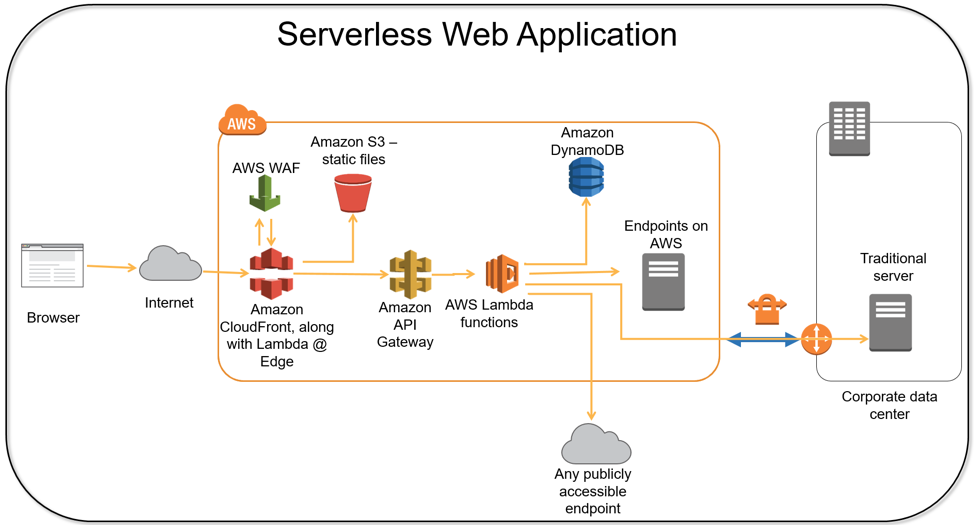 Serverless Web Application
AWS
Amazon S3 –
static files
AWS WAF
Amazon
DynamoDB
Endpoints on
AWS
Traditional
server
Browser
Internet
Amazon
CloudFront, along
with Lambda @
Edge
Amazon
API
Gateway
AWS Lambda
functions
Corporate data
center
Any publicly
accessible
endpoint